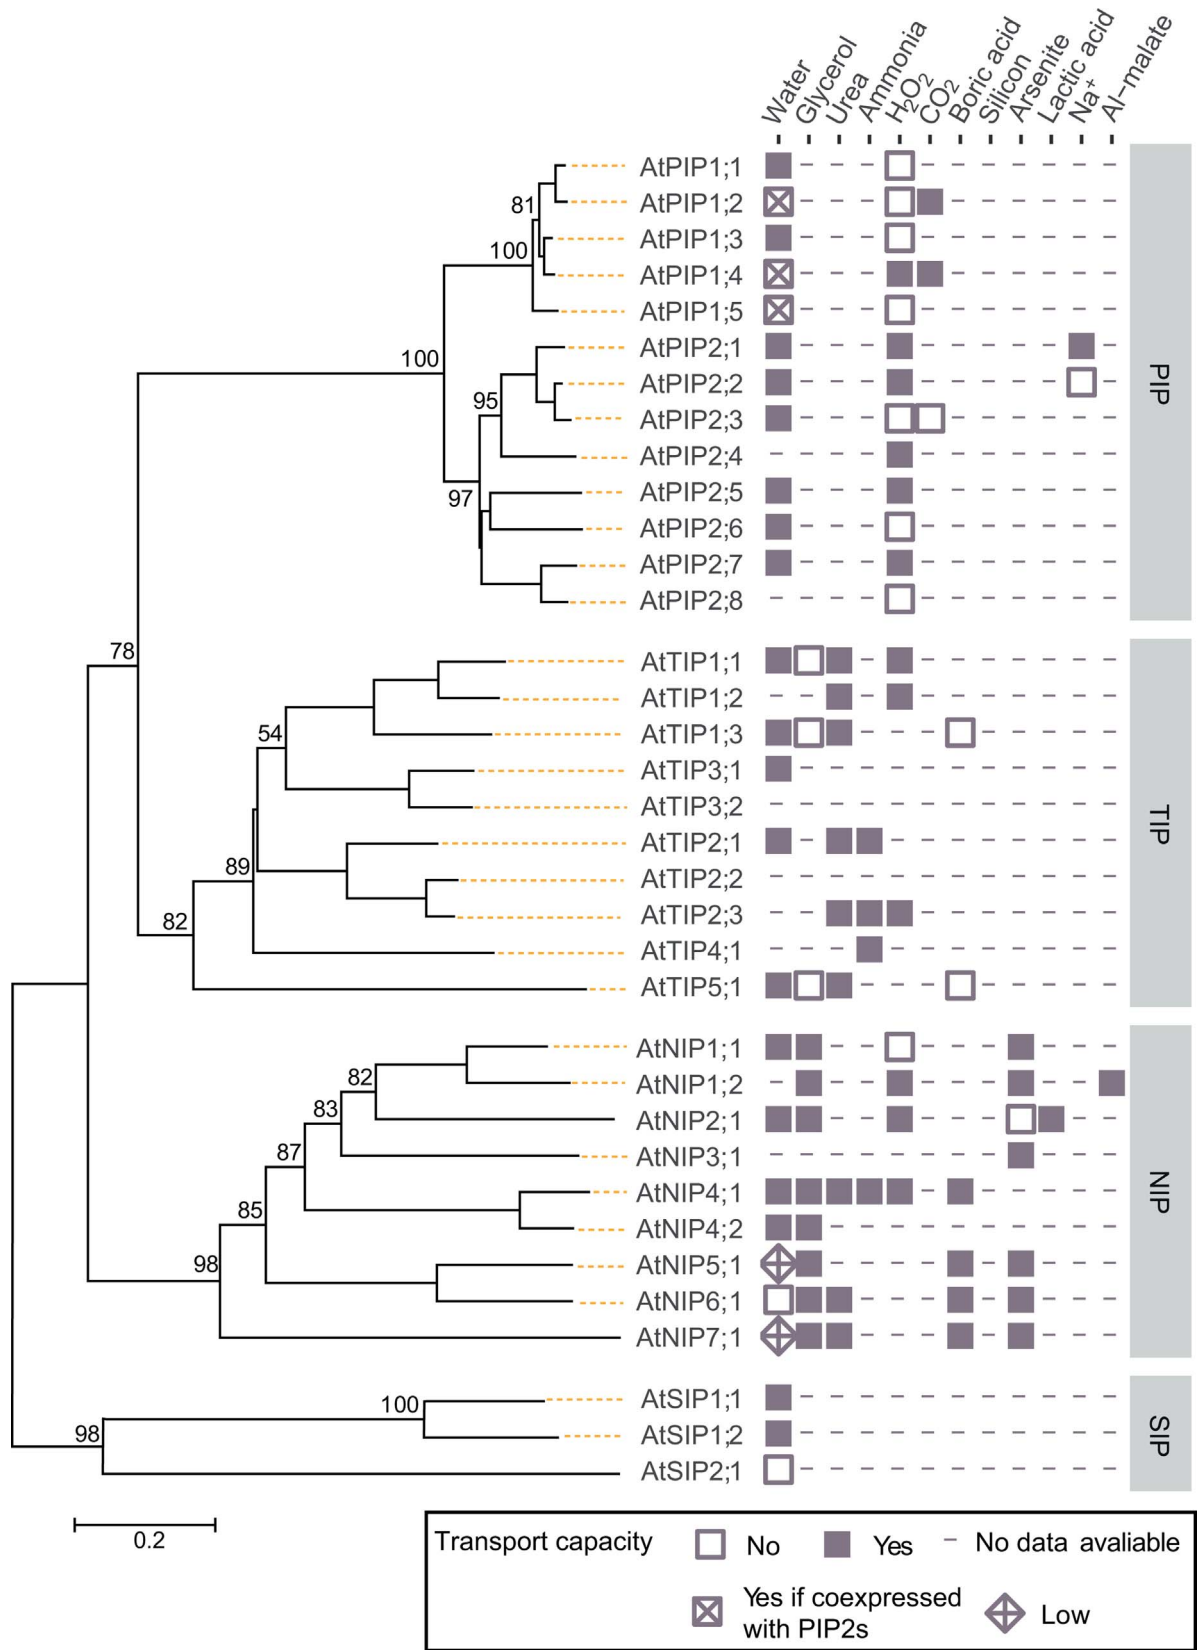 Water
Glycerol
Urea
Ammonia
H₂O₂
CO₂
Boric acid
Silicon
Arsenite
Lactic acid
Na⁺
Al-malate
AtPIP1;1
AtPIP1;2
AtPIP1;3
AtPIP1;4
AtPIP1;5
AtPIP2;1
AtPIP2;2
AtPIP2;3
AtPIP2;4
AtPIP2;5
AtPIP2;6
AtPIP2;7
AtPIP2;8
PIP
81
100
100
95
97
AtTIP1;1
AtTIP1;2
AtTIP1;3
AtTIP3;1
AtTIP3;2
AtTIP2;1
AtTIP2;2
AtTIP2;3
AtTIP4;1
AtTIP5;1
TIP
78
54
89
82
AtNIP1;1
AtNIP1;2
AtNIP2;1
AtNIP3;1
AtNIP4;1
AtNIP4;2
AtNIP5;1
AtNIP6;1
AtNIP7;1
NIP
82
83
87
85
98
AtSIP1;1
AtSIP1;2
AtSIP2;1
SIP
100
98
0.2
Transport capacity
No
Yes
– No data avaliable
Yes if coexpressed
with PIP2s
Low